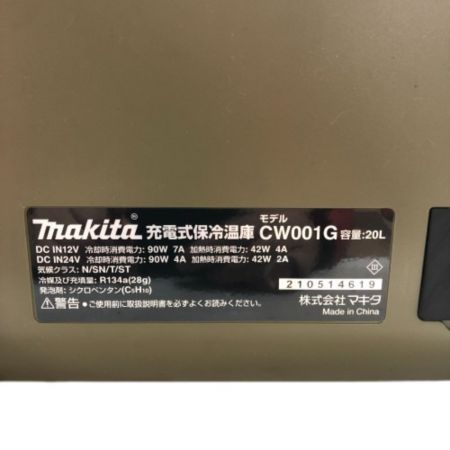 makita® 充電式保冷温庫 モデル CW001G 容量:20L
DC IN12V 冷却時消費電力: 90W 7A 加熱時消費電力: 42W 4A
DC IN24V 冷却時消費電力: 90W 4A 加熱時消費電力: 42W 2A
気候クラス: N/SN/T/ST
冷媒及び充填量: R134a(28g)
発泡剤: シクロペンタン(C₅H₁₀)
210514619
⚠警告 ●ご使用前に取扱説明書を必ずよくお読みください。
株式会社マキタ
Made in China